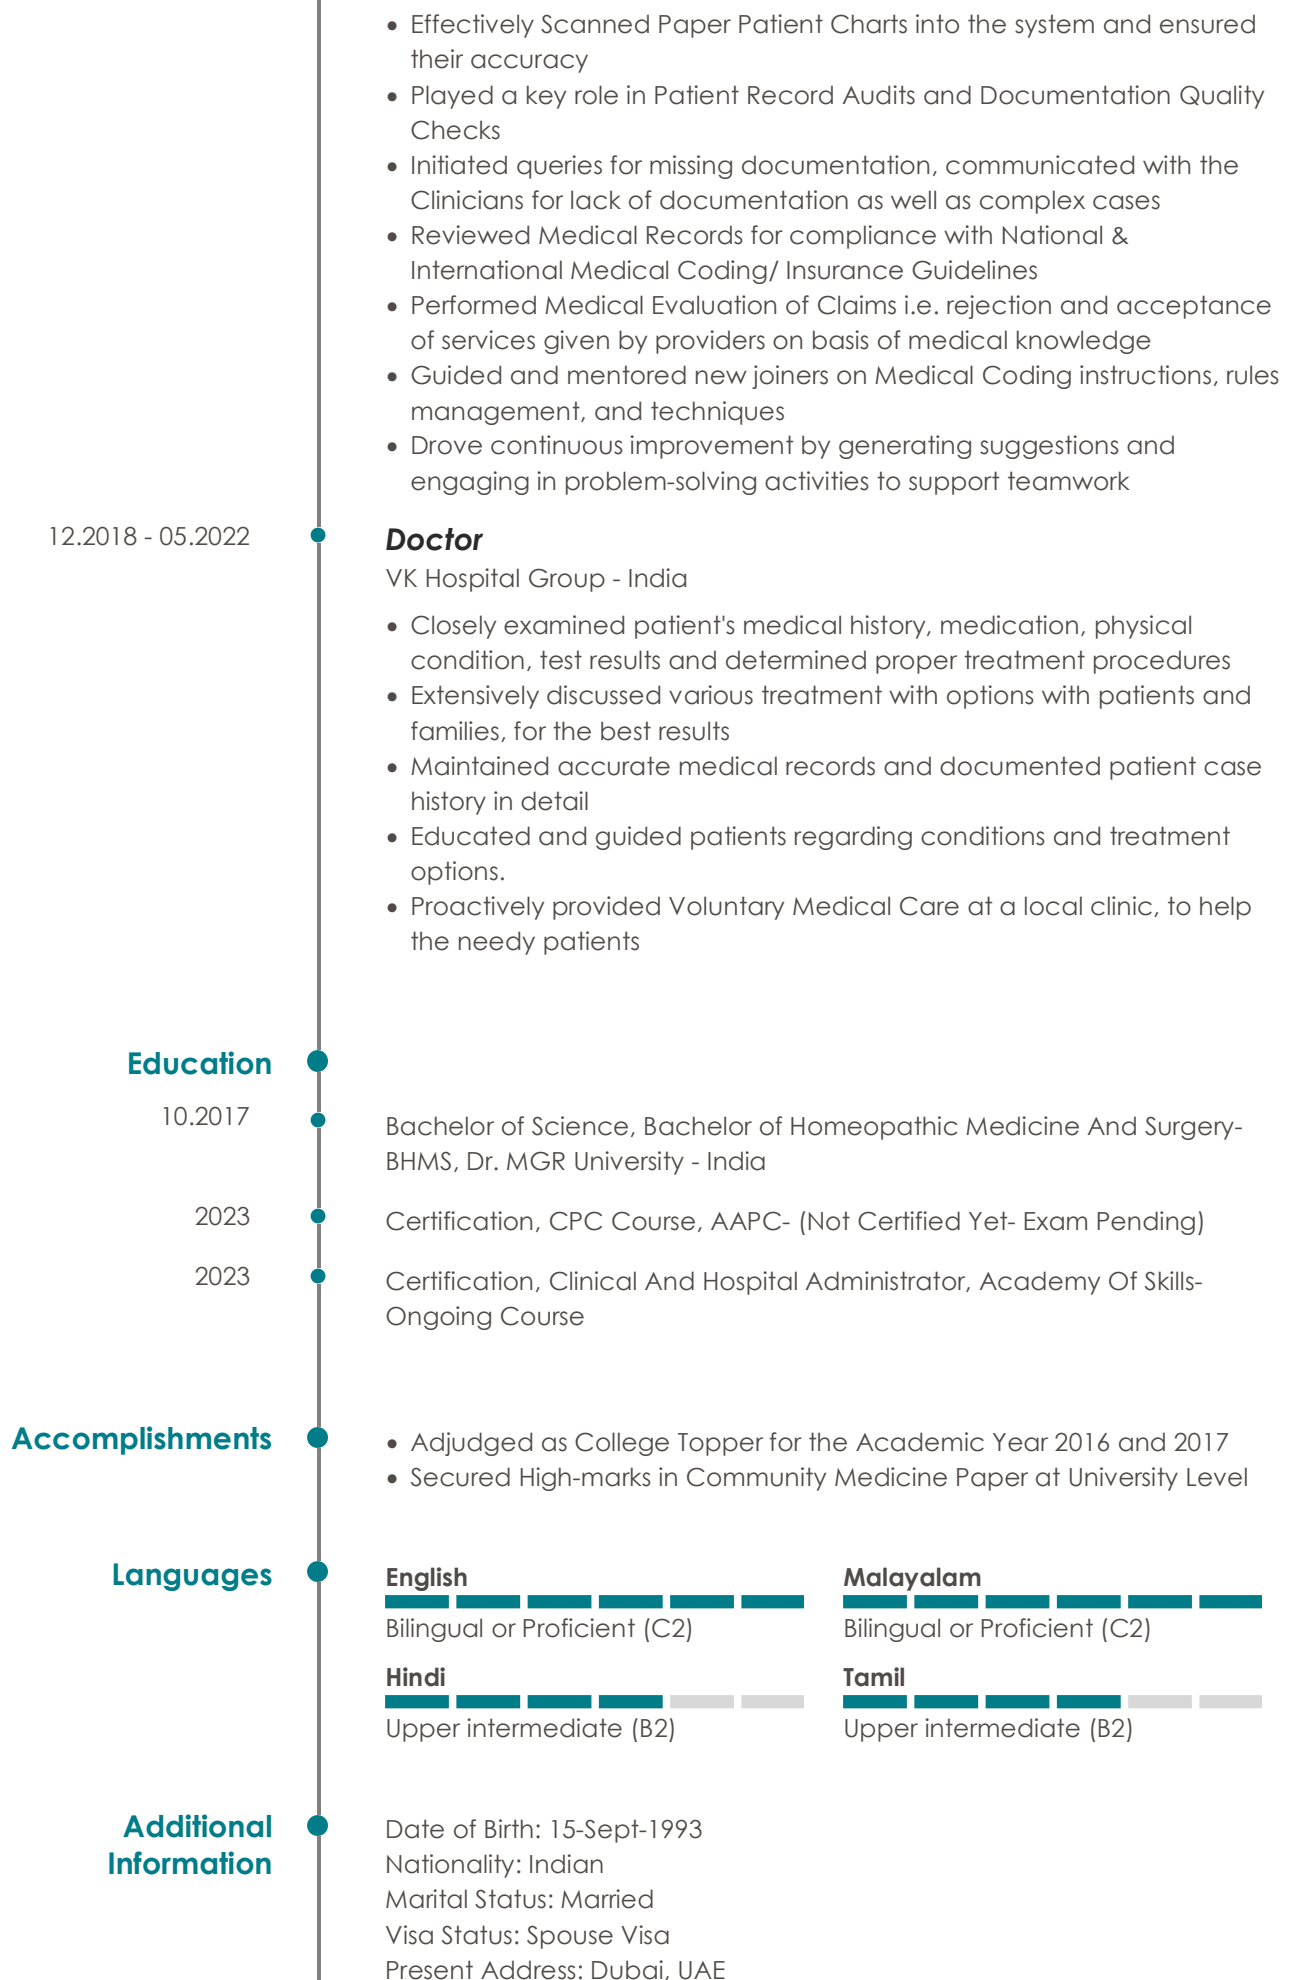 • Effectively Scanned Paper Patient Charts into the system and ensured
their accuracy
• Played a key role in Patient Record Audits and Documentation Quality
Checks
• Initiated queries for missing documentation, communicated with the
Clinicians for lack of documentation as well as complex cases
• Reviewed Medical Records for compliance with National &
International Medical Coding/ Insurance Guidelines
• Performed Medical Evaluation of Claims i.e. rejection and acceptance
of services given by providers on basis of medical knowledge
• Guided and mentored new joiners on Medical Coding instructions, rules
management, and techniques
• Drove continuous improvement by generating suggestions and
engaging in problem-solving activities to support teamwork
12.2018 - 05.2022
Doctor
VK Hospital Group - India
• Closely examined patient's medical history, medication, physical
condition, test results and determined proper treatment procedures
• Extensively discussed various treatment with options with patients and
families, for the best results
• Maintained accurate medical records and documented patient case
history in detail
• Educated and guided patients regarding conditions and treatment
options.
• Proactively provided Voluntary Medical Care at a local clinic, to help
the needy patients
Education
10.2017
Bachelor of Science, Bachelor of Homeopathic Medicine And Surgery-
BHMS, Dr. MGR University - India
2023
Certification, CPC Course, AAPC- (Not Certified Yet- Exam Pending)
2023
Certification, Clinical And Hospital Administrator, Academy Of Skills-
Ongoing Course
Accomplishments
• Adjudged as College Topper for the Academic Year 2016 and 2017
• Secured High-marks in Community Medicine Paper at University Level
Languages
English
Bilingual or Proficient (C2)
Malayalam
Bilingual or Proficient (C2)
Hindi
Upper intermediate (B2)
Tamil
Upper intermediate (B2)
Additional
Information
Date of Birth: 15-Sept-1993
Nationality: Indian
Marital Status: Married
Visa Status: Spouse Visa
Present Address: Dubai, UAE